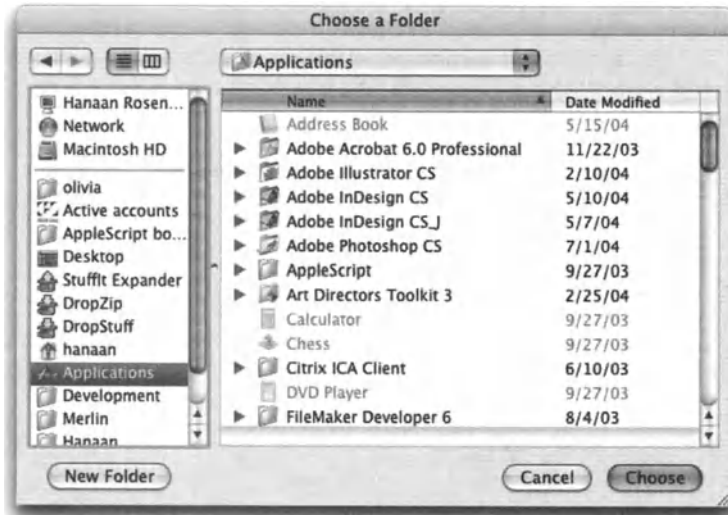 Choose a Folder
Applications
Hanaan Rosen...
Network
Macintosh HD
olivia
Active accounts
AppleScript bo...
Desktop
StuffIt Expander
DropZip
DropStuff
hanaan
Applications
Development
Merlin
Hanaan
Name Date Modified
Address Book 5/15/04
Adobe Acrobat 6.0 Professional 11/22/03
Adobe Illustrator CS 2/10/04
Adobe InDesign CS 5/10/04
Adobe InDesign CS_J 5/7/04
Adobe Photoshop CS 7/1/04
AppleScript 9/27/03
Art Directors Toolkit 3 2/25/04
Calculator 9/27/03
Chess 9/27/03
Citrix ICA Client 6/10/03
DVD Player 9/27/03
FileMaker Developer 6 8/4/03
New Folder Cancel Choose